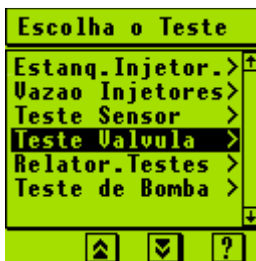 Escolha o Teste
Estanq.Injetor.>
Vazao Injetores>
Teste Sensor >
Teste Valvula >
Relator.Testes >
Teste de Bomba >
?